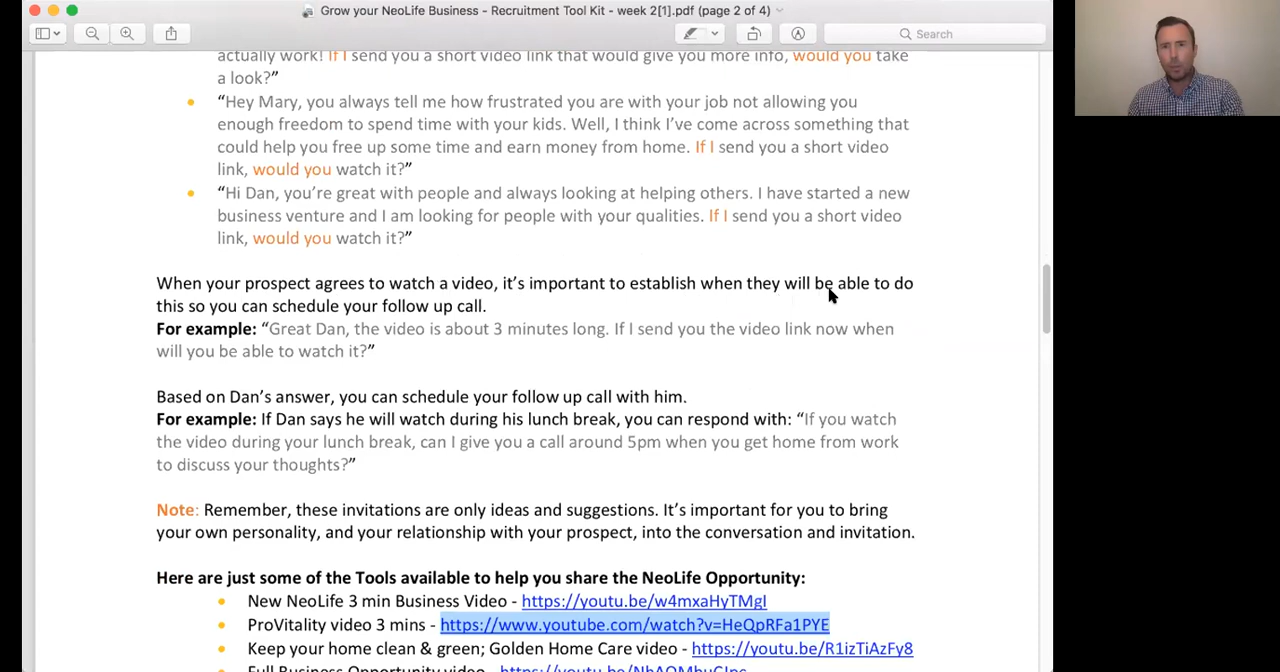 Grow your NeoLife Business - Recruitment Tool Kit - week 2[1].pdf (page 2 of 4)
Search
actually work! If I send you a short video link that would give you more info, would you take
a look?”
• “Hey Mary, you always tell me how frustrated you are with your job not allowing you
enough freedom to spend time with your kids. Well, I think I’ve come across something that
could help you free up some time and earn money from home. If I send you a short video
link, would you watch it?”
• “Hi Dan, you’re great with people and always looking at helping others. I have started a new
business venture and I am looking for people with your qualities. If I send you a short video
link, would you watch it?”
When your prospect agrees to watch a video, it’s important to establish when they will be able to do
this so you can schedule your follow up call.
For example: “Great Dan, the video is about 3 minutes long. If I send you the video link now when
will you be able to watch it?”
Based on Dan’s answer, you can schedule your follow up call with him.
For example: If Dan says he will watch during his lunch break, you can respond with: “If you watch
the video during your lunch break, can I give you a call around 5pm when you get home from work
to discuss your thoughts?”
Note: Remember, these invitations are only ideas and suggestions. It’s important for you to bring
your own personality, and your relationship with your prospect, into the conversation and invitation.
Here are just some of the Tools available to help you share the NeoLife Opportunity:
• New NeoLife 3 min Business Video - https://youtu.be/w4mxaHyTMgI
• ProVitality video 3 mins - https://www.youtube.com/watch?v=HeQpRFa1PYE
• Keep your home clean & green; Golden Home Care video - https://youtu.be/R1izTiAzFy8
Full Business Opportunity video - https://youtu.be/